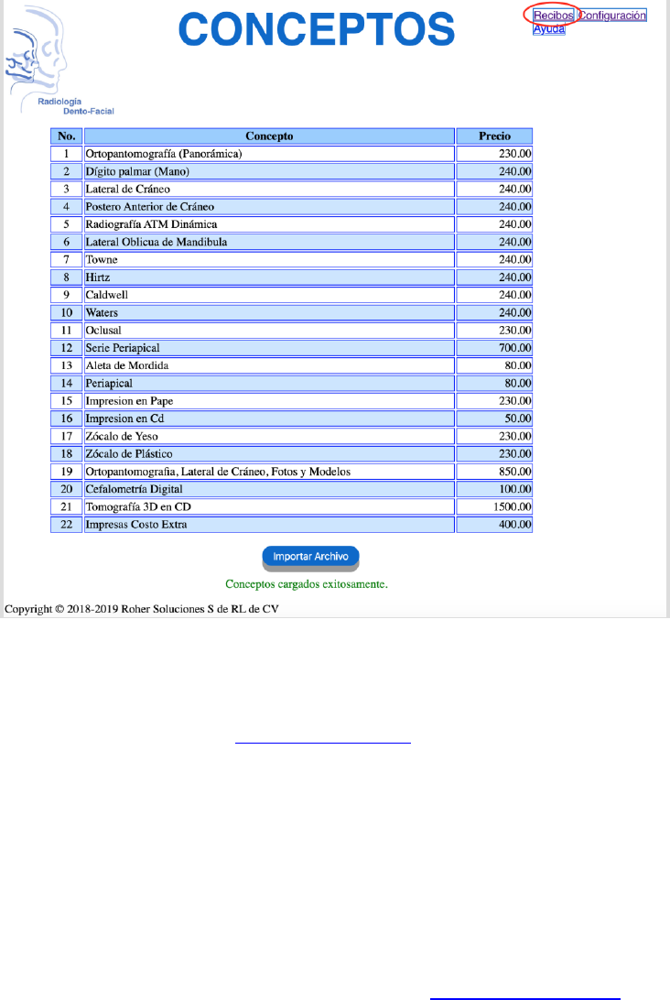 CONCEPTOS
Recibos Configuración
Ayuda
Radiología
Dento-Facial
No. Concepto Precio
1 Ortopantomografía (Panorámica) 230.00
2 Dígito palmar (Mano) 240.00
3 Lateral de Cráneo 240.00
4 Postero Anterior de Cráneo 240.00
5 Radiografía ATM Dinámica 240.00
6 Lateral Oblicua de Mandibula 240.00
7 Towne 240.00
8 Hirtz 240.00
9 Caldwell 240.00
10 Waters 240.00
11 Oclusal 230.00
12 Serie Periapical 700.00
13 Aleta de Mordida 80.00
14 Periapical 80.00
15 Impresion en Pape 230.00
16 Impresion en Cd 50.00
17 Zócalo de Yeso 230.00
18 Zócalo de Plástico 230.00
19 Ortopantomografia, Lateral de Cráneo, Fotos y Modelos 850.00
20 Cefalometría Digital 100.00
21 Tomografía 3D en CD 1500.00
22 Impresas Costo Extra 400.00
Importar Archivo
Conceptos cargados exitosamente.
Copyright © 2018-2019 Roher Soluciones S de RL de CV